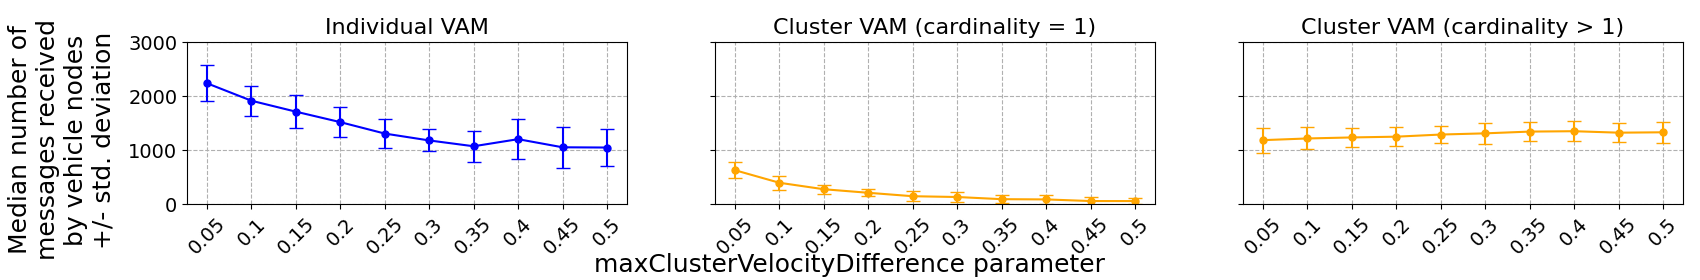 Median number of
messages received
by vehicle nodes
+/- std. deviation
Individual VAM
3000
2000
1000
0
0.05 0.1 0.15 0.2 0.25 0.3 0.35 0.4 0.45 0.5
Cluster VAM (cardinality = 1)
0.05 0.1 0.15 0.2 0.25 0.3 0.35 0.4 0.45 0.5
Cluster VAM (cardinality > 1)
0.05 0.1 0.15 0.2 0.25 0.3 0.35 0.4 0.45 0.5
maxClusterVelocityDifference parameter